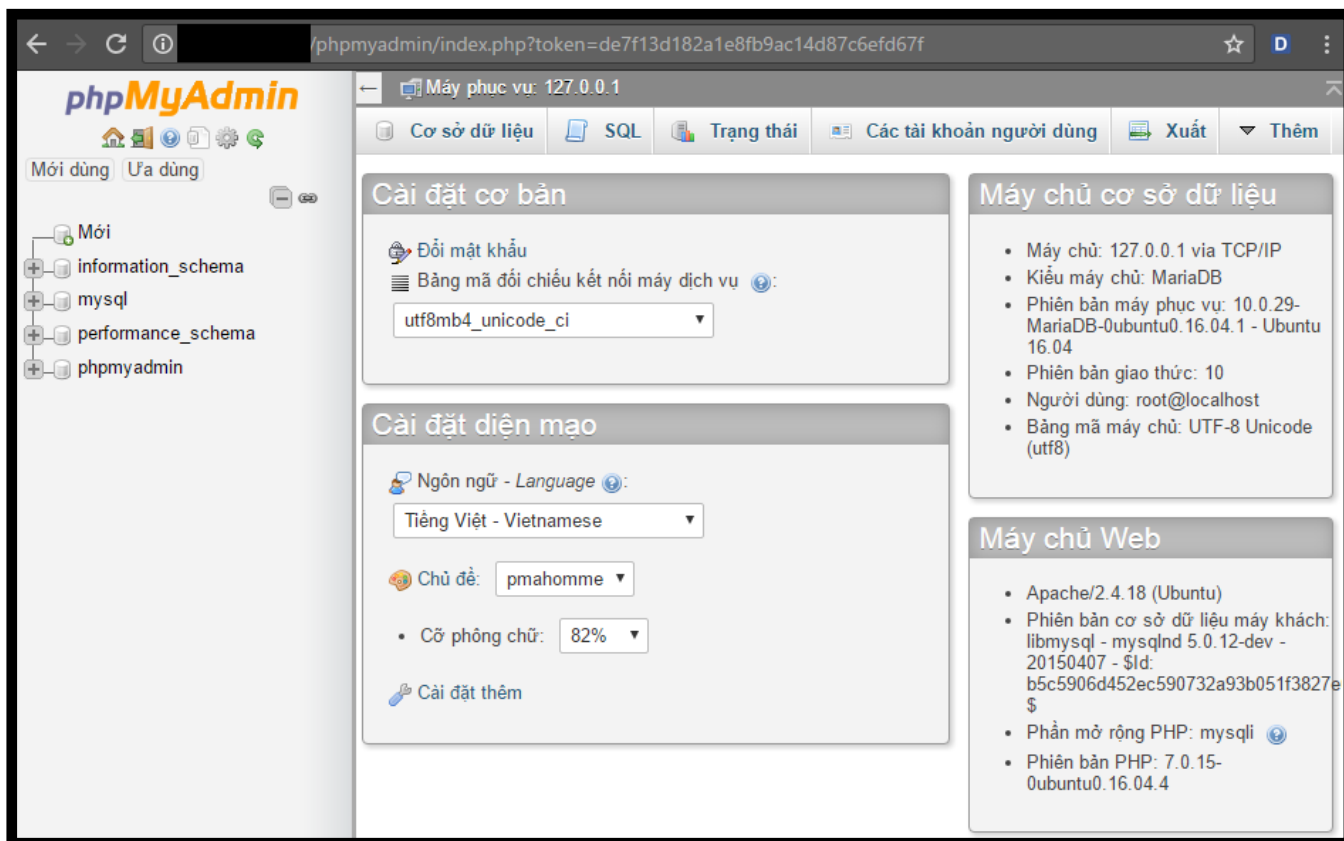 /phpmyadmin/index.php?token=de7f13d182a1e8fb9ac14d87c6efd67f
D
phpMyAdmin
Mới dùng Ưa dùng
Mới
information_schema
mysql
performance_schema
phpmyadmin
Máy phục vụ: 127.0.0.1
Cơ sở dữ liệu SQL Trạng thái Các tài khoản người dùng Xuất Thêm
Cài đặt cơ bản
Đổi mật khẩu
Bảng mã đối chiếu kết nối máy dịch vụ :
utf8mb4_unicode_ci
Cài đặt diện mạo
Ngôn ngữ - Language :
Tiếng Việt - Vietnamese
Chủ đề: pmahomme
• Cỡ phông chữ: 82%
Cài đặt thêm
Máy chủ cơ sở dữ liệu
• Máy chủ: 127.0.0.1 via TCP/IP
• Kiểu máy chủ: MariaDB
• Phiên bản máy phục vụ: 10.0.29-
MariaDB-0ubuntu0.16.04.1 - Ubuntu
16.04
• Phiên bản giao thức: 10
• Người dùng: root@localhost
• Bảng mã máy chủ: UTF-8 Unicode
(utf8)
Máy chủ Web
• Apache/2.4.18 (Ubuntu)
• Phiên bản cơ sở dữ liệu máy khách:
libmysql - mysqlnd 5.0.12-dev -
20150407 - $Id:
b5c5906d452ec590732a93b051f3827e
$
• Phần mở rộng PHP: mysqli
• Phiên bản PHP: 7.0.15-
0ubuntu0.16.04.4